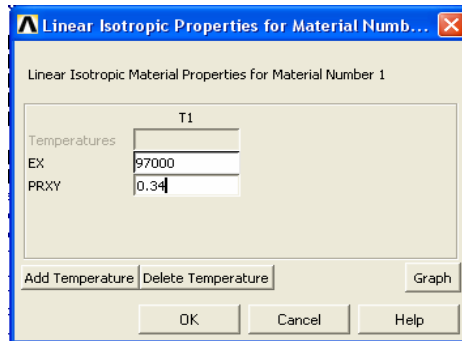 Linear Isotropic Properties for Material Numb...
Linear Isotropic Material Properties for Material Number 1
T1
Temperatures
EX 97000
PRXY 0.34
Add Temperature Delete Temperature Graph
OK Cancel Help